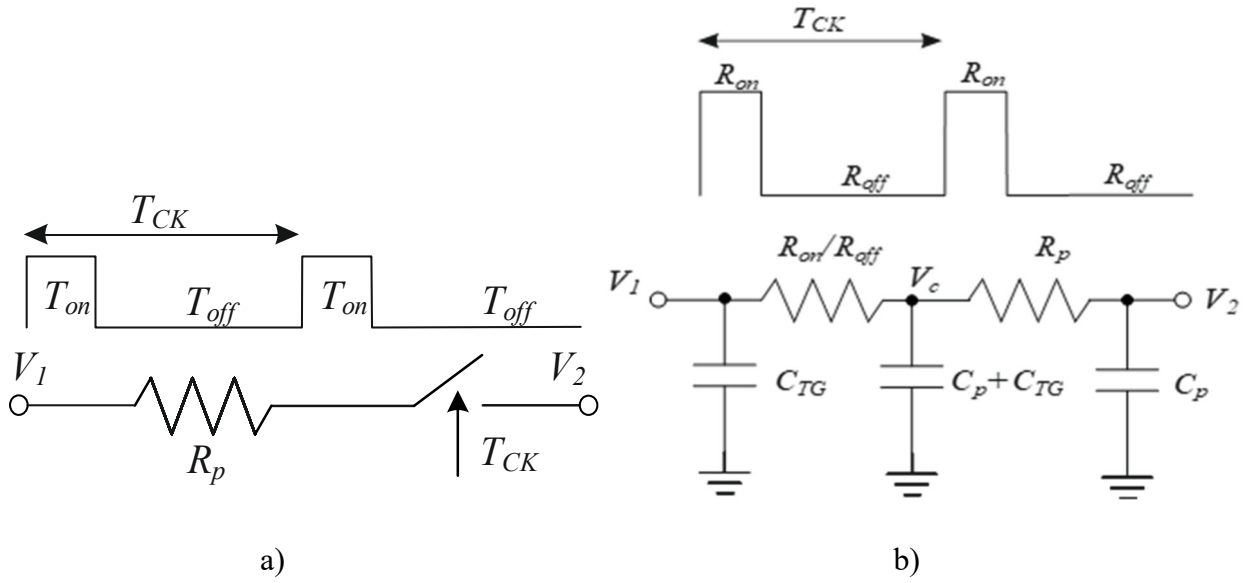 T_CK
T_on T_off T_on T_off
V_1 V_2
R_p T_CK
a)
T_CK
R_on R_on
R_off R_off
R_on/R_off R_p
V_1 V_c V_2
C_TG C_p+C_TG C_p
b)